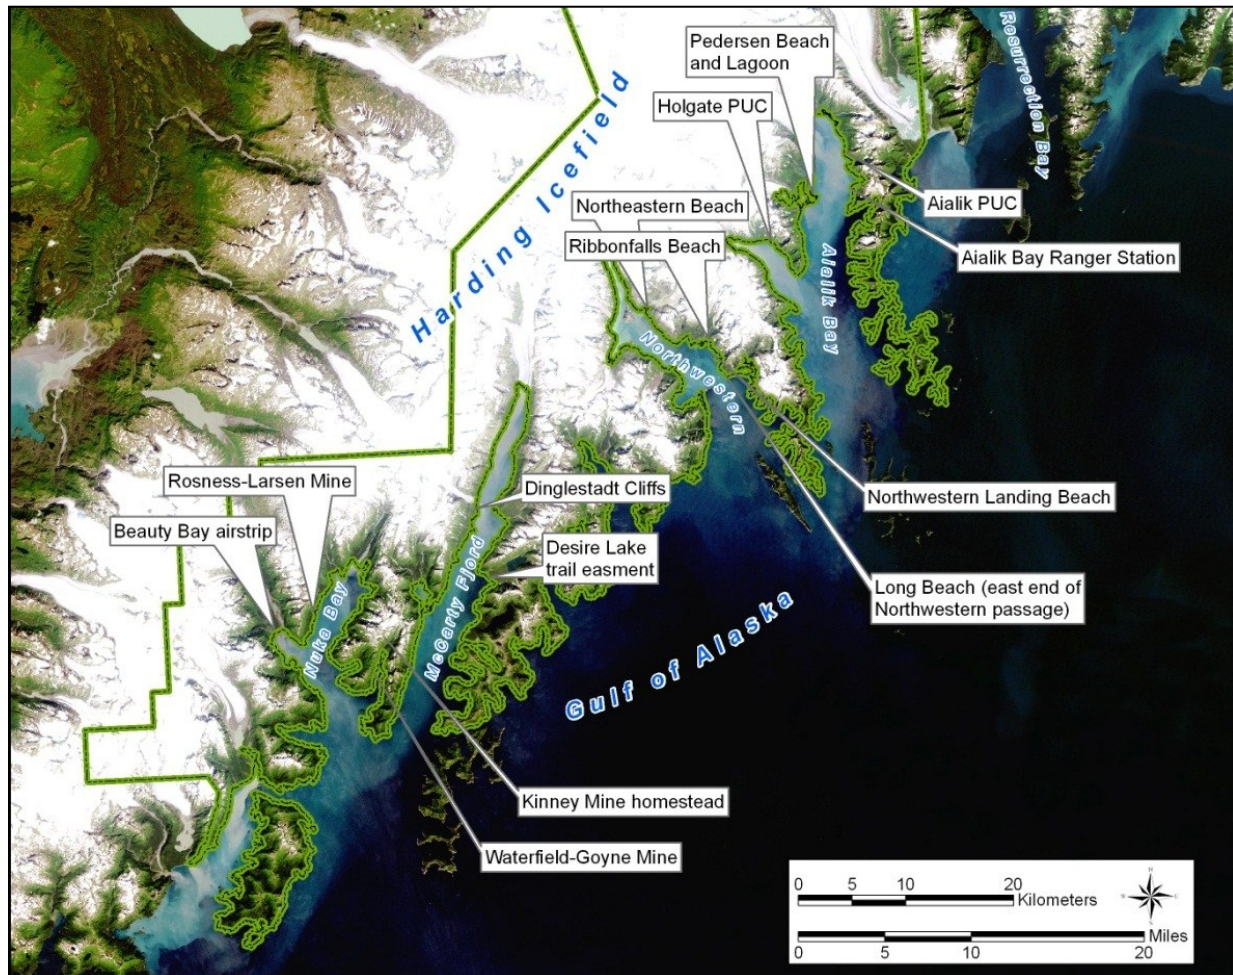 Resurrection Bay
Pedersen Beach
and Lagoon
Holgate PUC
Harding Icefield
Northeastern Beach
Ribbonfalls Beach
Aialik PUC
Aialik Bay Ranger Station
Aialik Bay
Northwestern
Rosness-Larsen Mine
Beauty Bay airstrip
Dinglestadt Cliffs
Northwestern Landing Beach
Desire Lake
trail easment
Long Beach (east end of
Northwestern passage)
Nuka Bay
McCarty Fjord
Gulf of Alaska
Kinney Mine homestead
Waterfield-Goyne Mine
0 5 10 20
Kilometers
Miles
0 5 10 20
N